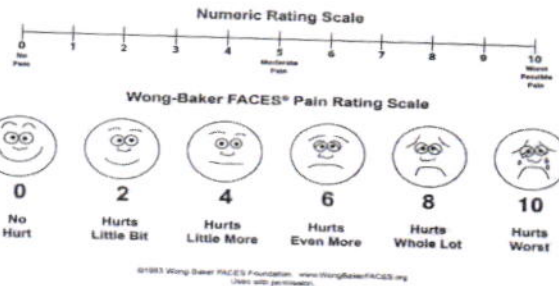 Numeric Rating Scale
0 1 2 3 4 5 6 7 8 9 10
No Pain
Moderate Pain
Worst Possible Pain
Wong-Baker FACES® Pain Rating Scale
0 2 4 6 8 10
No Hurt
Hurts Little Bit
Hurts Little More
Hurts Even More
Hurts Whole Lot
Hurts Worst
©1983 Wong-Baker FACES Foundation. www.WongBakerFACES.org
Used with permission.